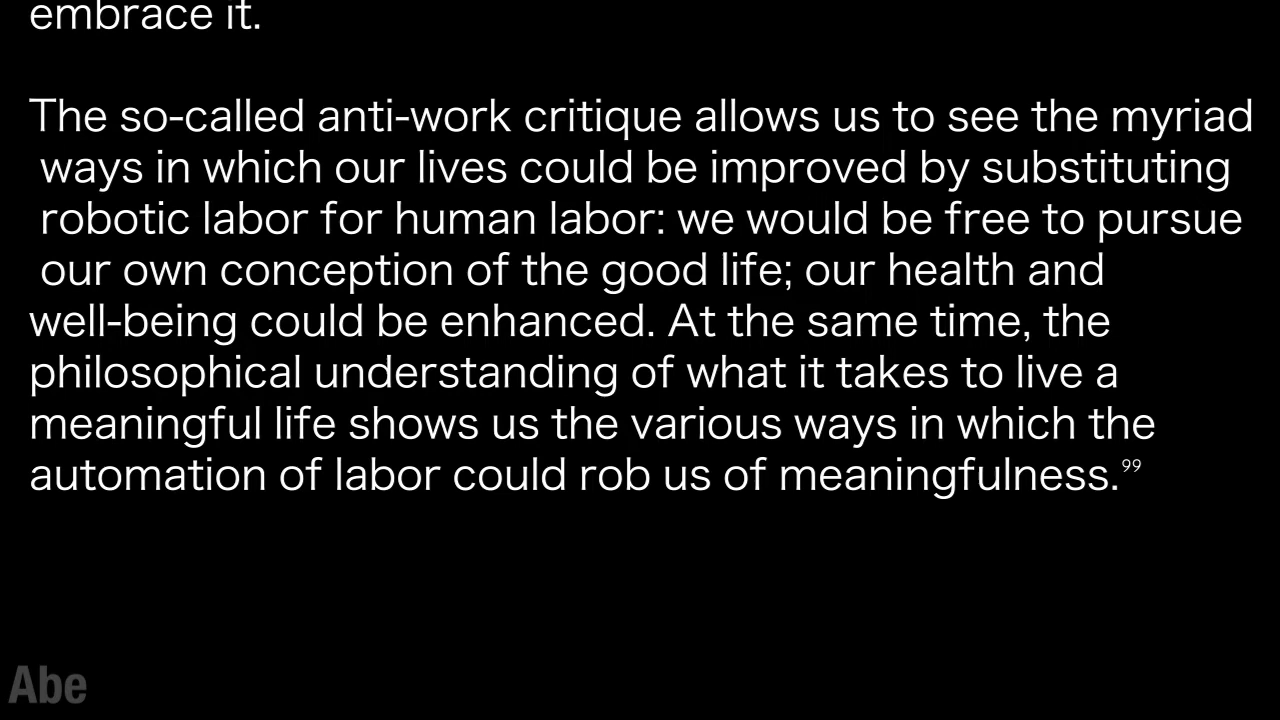 embrace it.
The so-called anti-work critique allows us to see the myriad
ways in which our lives could be improved by substituting
robotic labor for human labor: we would be free to pursue
our own conception of the good life; our health and
well-being could be enhanced. At the same time, the
philosophical understanding of what it takes to live a
meaningful life shows us the various ways in which the
automation of labor could rob us of meaningfulness.99
Abe